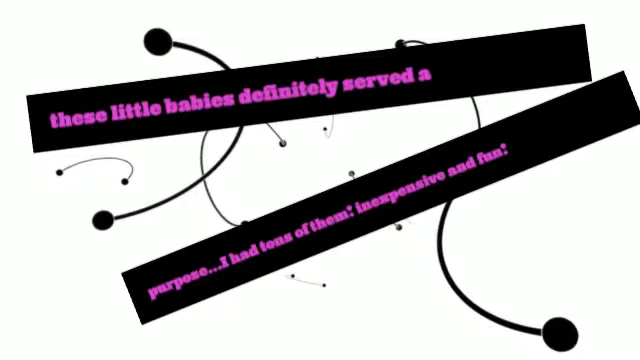 these little babies definitely served a
purpose...I had tons of them! inexpensive and fun!